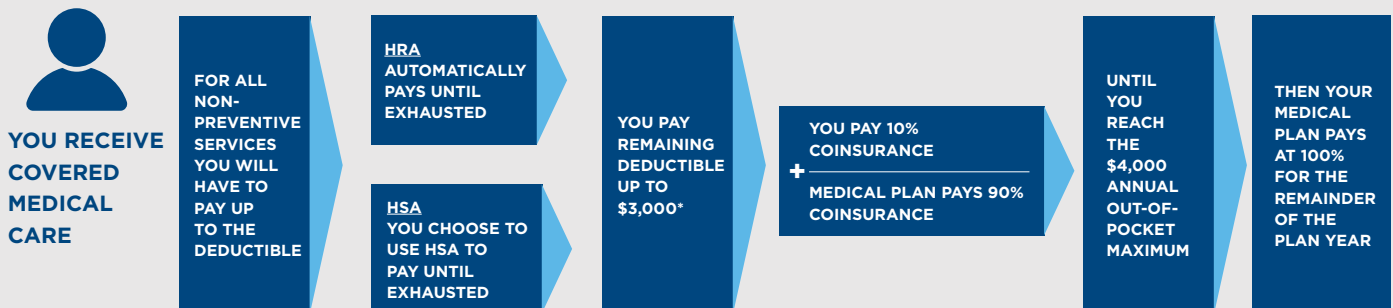 YOU RECEIVE
COVERED
MEDICAL
CARE
FOR ALL
NON-
PREVENTIVE
SERVICES
YOU WILL
HAVE TO
PAY UP
TO THE
DEDUCTIBLE
HRA
AUTOMATICALLY
PAYS UNTIL
EXHAUSTED
HSA
YOU CHOOSE TO
USE HSA TO
PAY UNTIL
EXHAUSTED
YOU PAY
REMAINING
DEDUCTIBLE
UP TO
$3,000*
+
YOU PAY 10%
COINSURANCE
MEDICAL PLAN PAYS 90%
COINSURANCE
UNTIL
YOU
REACH
THE
$4,000
ANNUAL
OUT-OF-
POCKET
MAXIMUM
THEN YOUR
MEDICAL
PLAN PAYS
AT 100%
FOR THE
REMAINDER
OF THE
PLAN YEAR